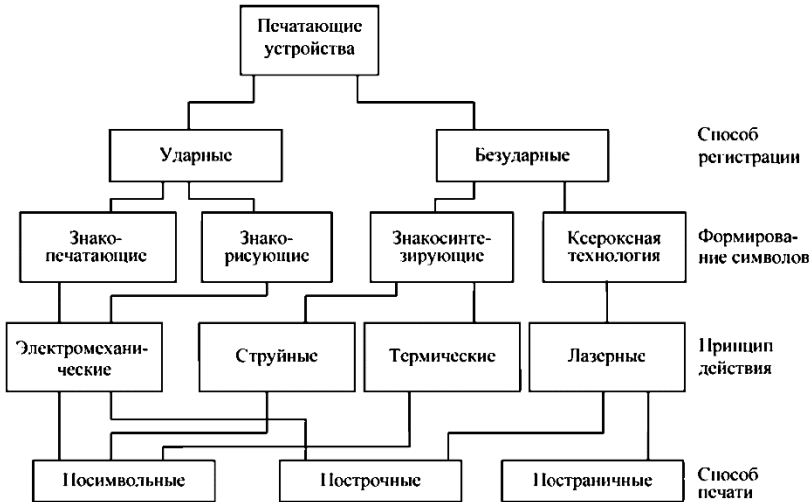 Печатающие
устройства
Ударные
Безударные
Способ
регистрации
Знако-
печатающие
Знако-
рисующие
Знакосинте-
зирующие
Ксероксная
технология
Формирова-
ние символов
Электромехани-
ческие
Струйные
Термические
Лазерные
Принцип
действия
Посимвольные
Построчные
Постраничные
Способ
печати